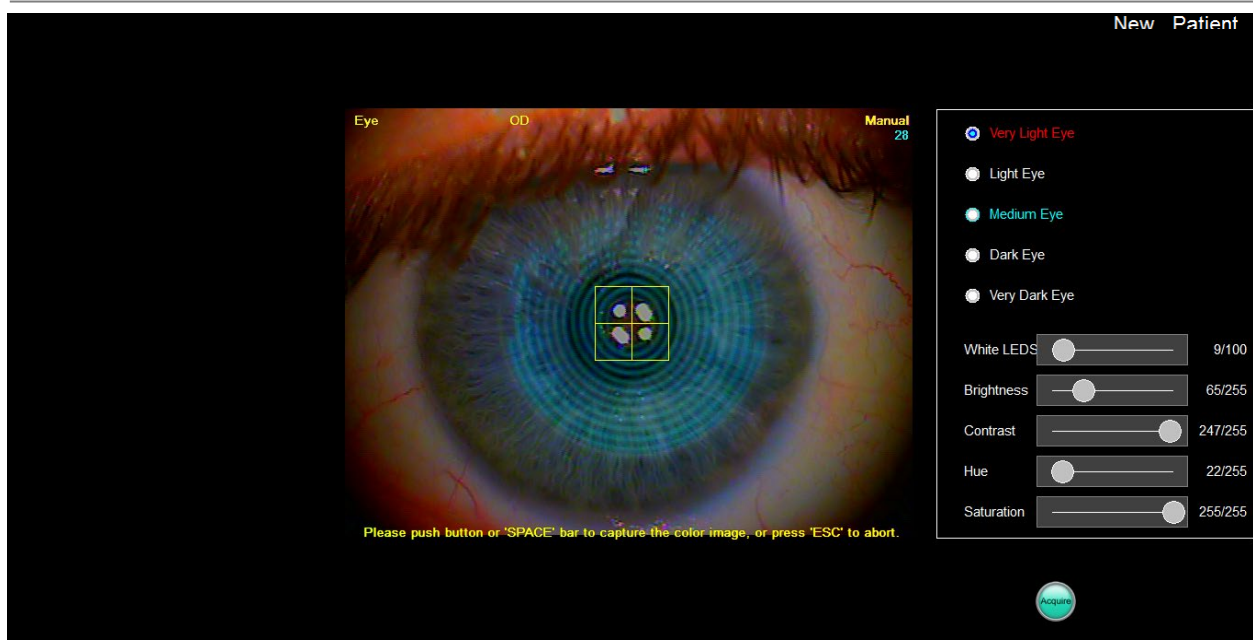 New Patient
Eye OD Manual
28
Very Light Eye
Light Eye
Medium Eye
Dark Eye
Very Dark Eye
White LEDS 9/100
Brightness 65/255
Contrast 247/255
Hue 22/255
Saturation 255/255
Please push button or 'SPACE' bar to capture the color image, or press 'ESC' to abort.
Acquire